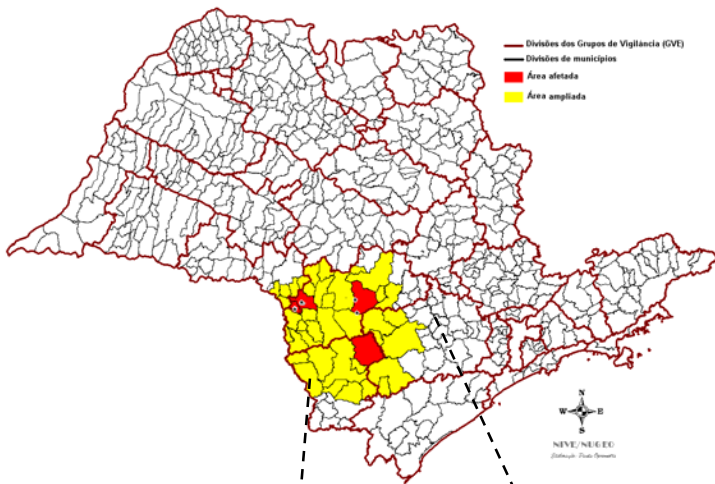 Divisões dos Grupos de Vigilância (GVE)
Divisões de municípios
Área afetada
Área ampliada
N
W E
S
NIVE/NUGEO